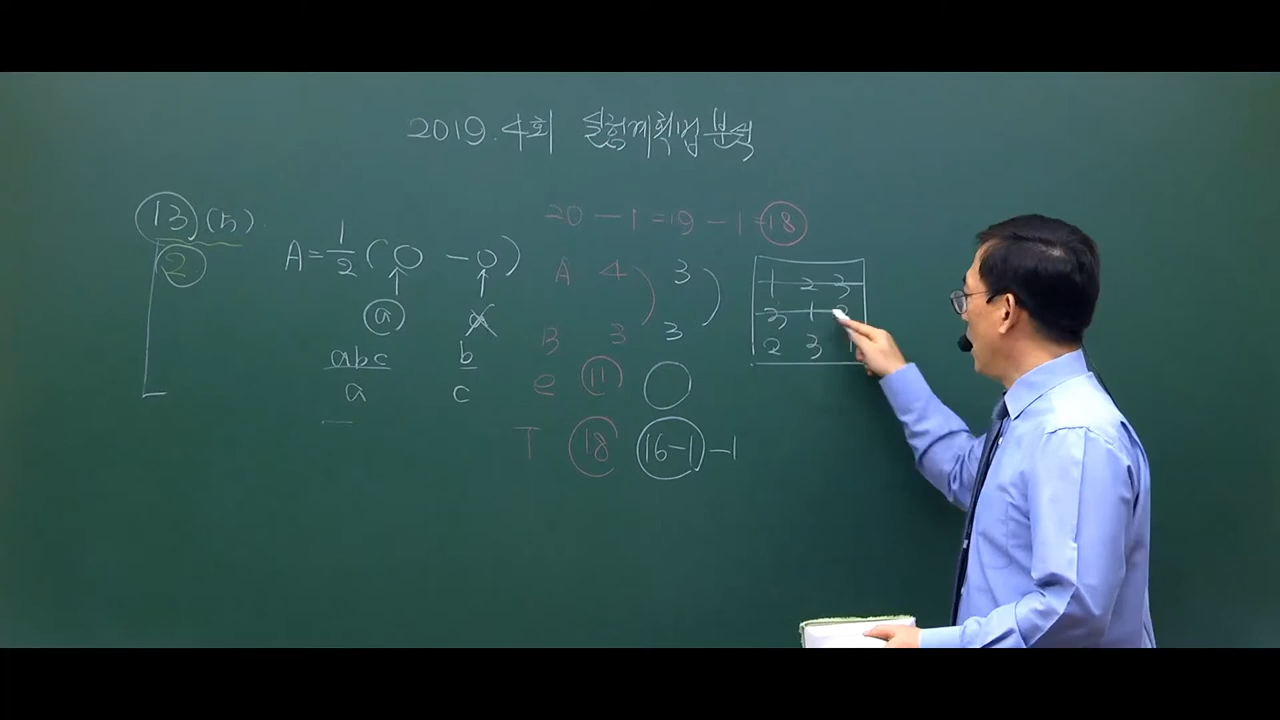 2019.4회 실험계획법 분석
13 (5)
2
A = 1/2 ( ○ - ○ )
↑ ↑
a a
abc/a b/c
20 - 1 = 19 - 1 = 18
A 4 3
B 3 3
e 11 ○
T 18 16-1 -1
1 2 3
3 1 2
2 3 1